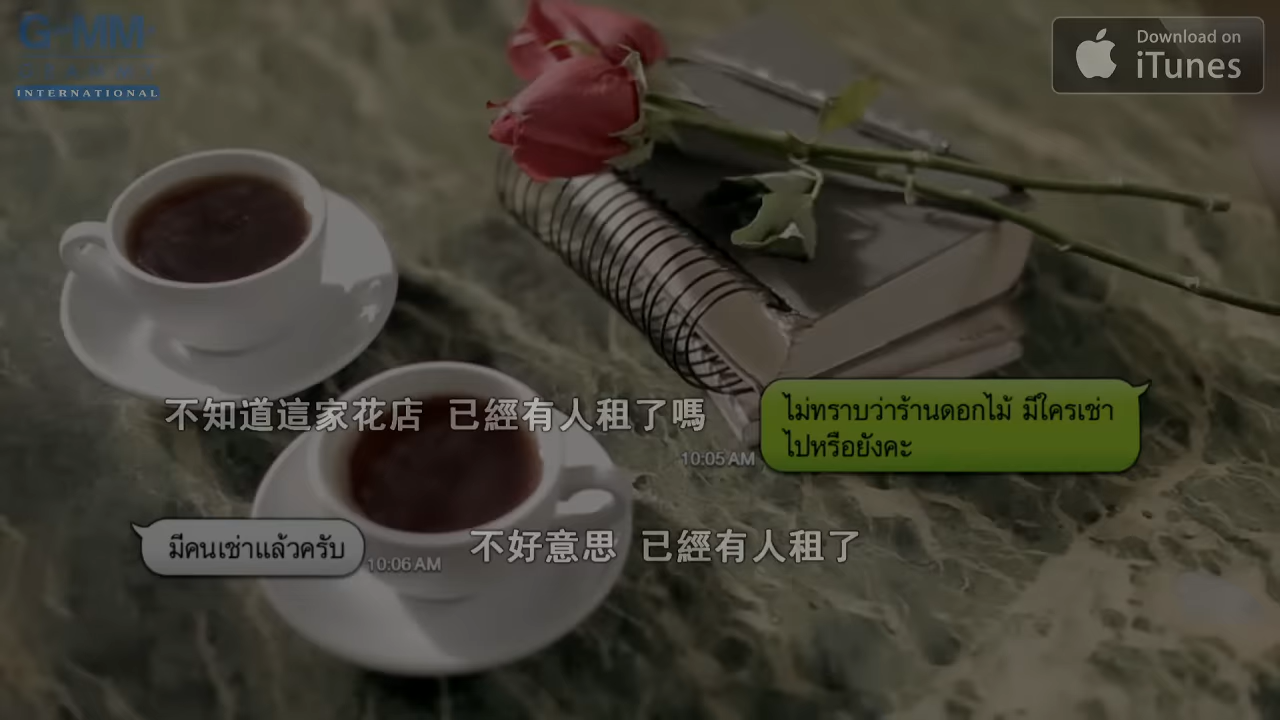 GMM
GRAMMY
INTERNATIONAL
Download on
iTunes
不知道這家花店 已經有人租了嗎
ไม่ทราบว่าร้านดอกไม้ มีใครเช่า
ไปหรือยังคะ
10:05 AM
มีคนเช่าแล้วครับ
10:06 AM
不好意思 已經有人租了